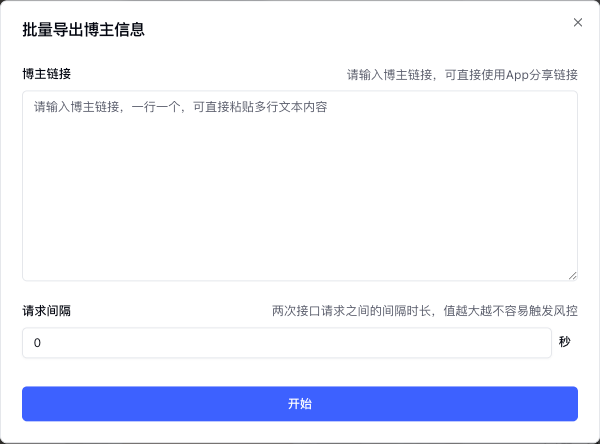 批量导出博主信息
博主链接
请输入博主链接，可直接使用App分享链接
请输入博主链接，一行一个，可直接粘贴多行文本内容
请求间隔
两次接口请求之间的间隔时长，值越大越不容易触发风控
0
秒
开始